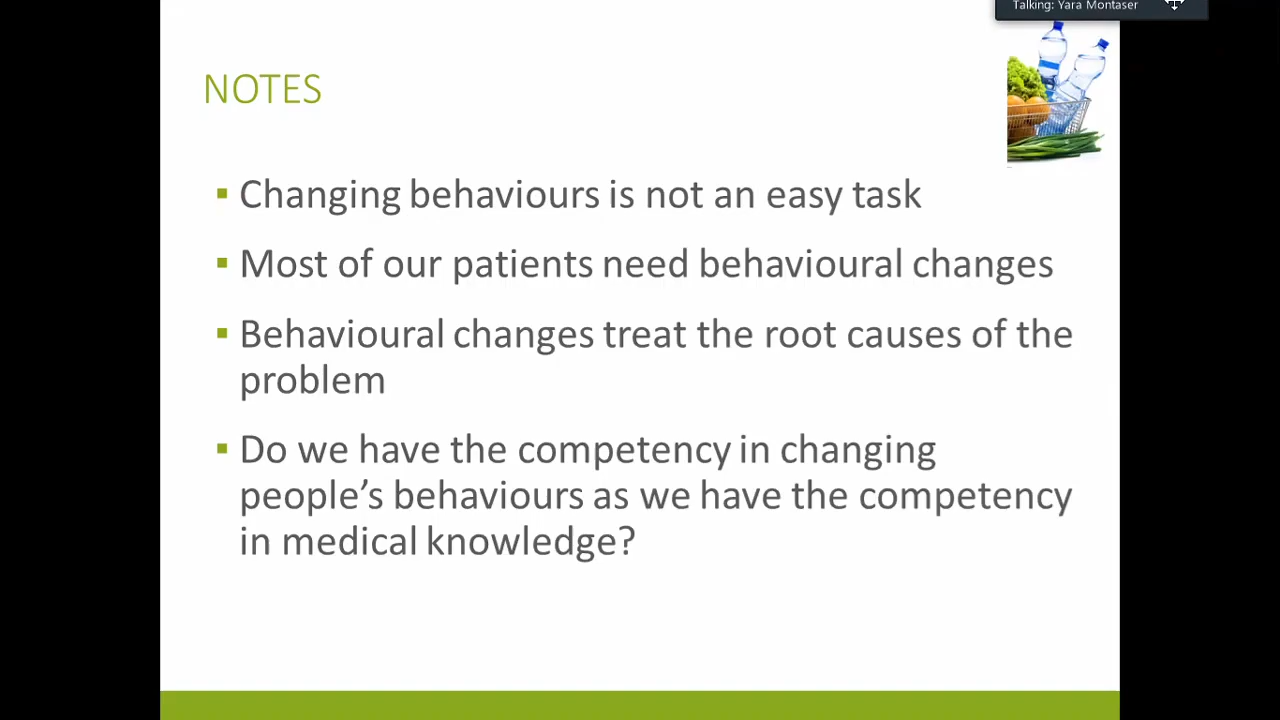 Talking: Yara Montaser
NOTES
▪ Changing behaviours is not an easy task
▪ Most of our patients need behavioural changes
▪ Behavioural changes treat the root causes of the
problem
▪ Do we have the competency in changing
people’s behaviours as we have the competency
in medical knowledge?